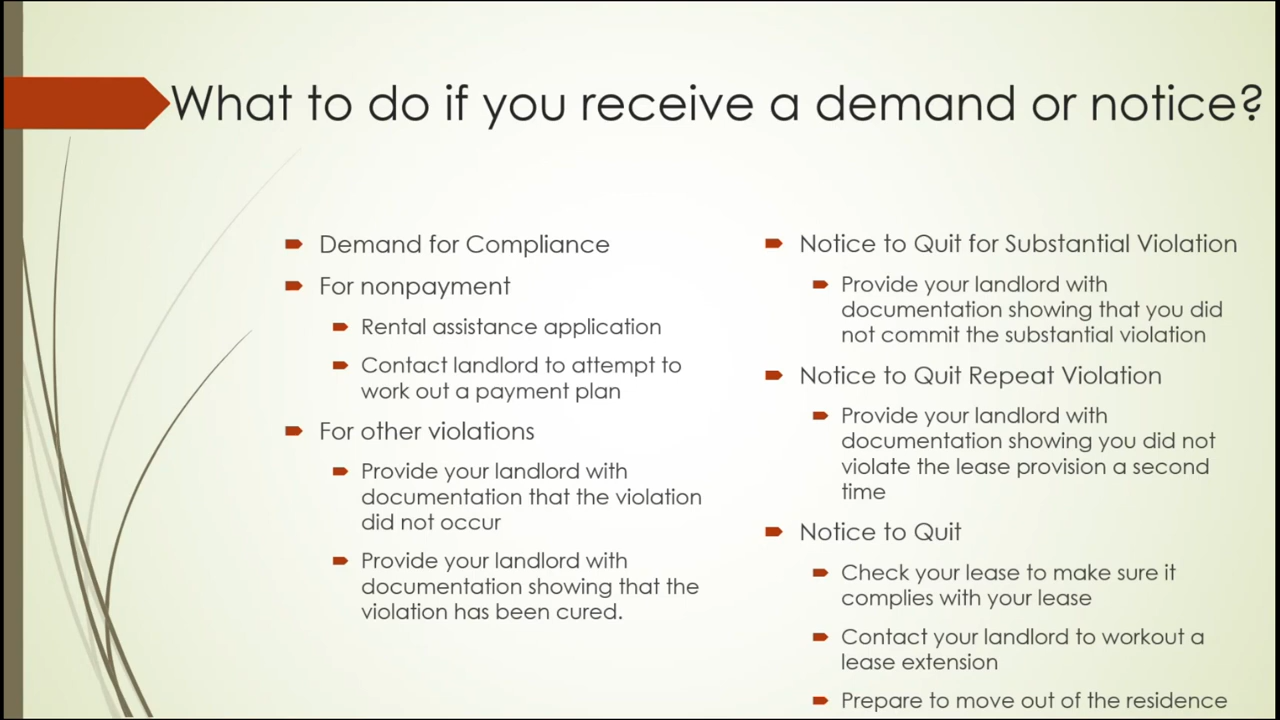 What to do if you receive a demand or notice?
Demand for Compliance
For nonpayment
Rental assistance application
Contact landlord to attempt to
work out a payment plan
For other violations
Provide your landlord with
documentation that the violation
did not occur
Provide your landlord with
documentation showing that the
violation has been cured.
Notice to Quit for Substantial Violation
Provide your landlord with
documentation showing that you did
not commit the substantial violation
Notice to Quit Repeat Violation
Provide your landlord with
documentation showing you did not
violate the lease provision a second
time
Notice to Quit
Check your lease to make sure it
complies with your lease
Contact your landlord to workout a
lease extension
Prepare to move out of the residence